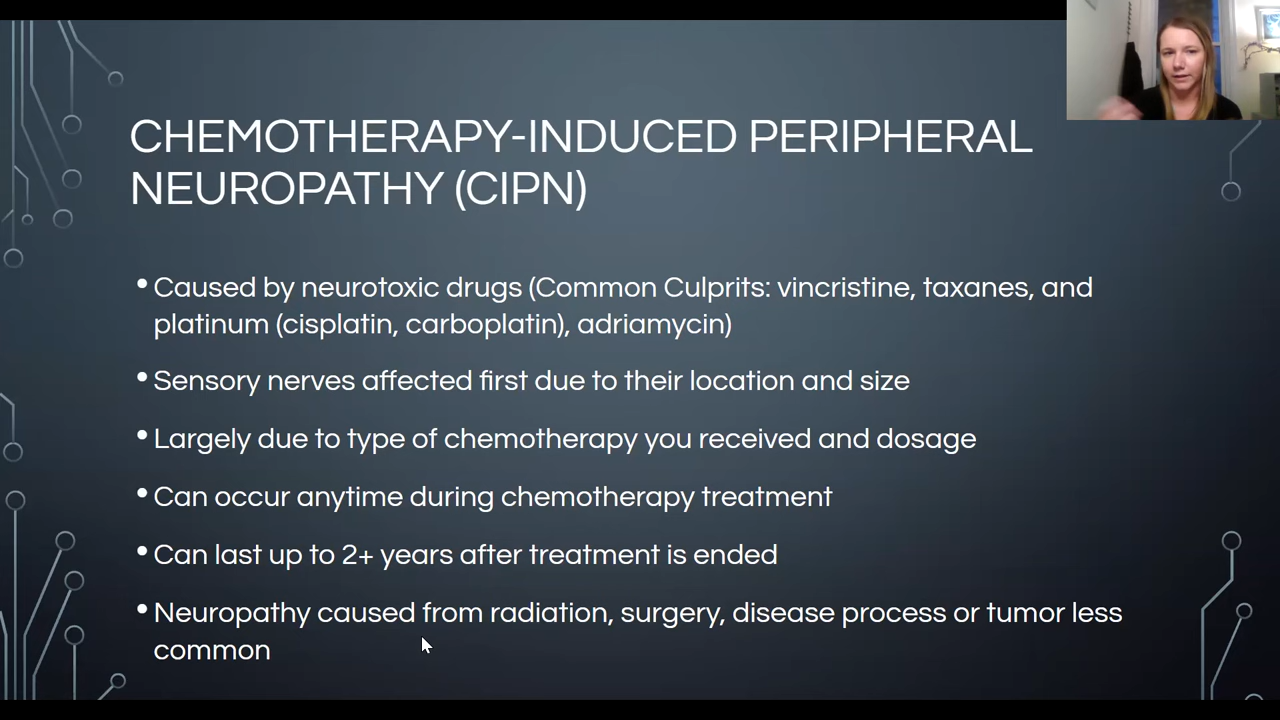 CHEMOTHERAPY-INDUCED PERIPHERAL
NEUROPATHY (CIPN)
• Caused by neurotoxic drugs (Common Culprits: vincristine, taxanes, and
platinum (cisplatin, carboplatin), adriamycin)
• Sensory nerves affected first due to their location and size
• Largely due to type of chemotherapy you received and dosage
• Can occur anytime during chemotherapy treatment
• Can last up to 2+ years after treatment is ended
• Neuropathy caused from radiation, surgery, disease process or tumor less
common